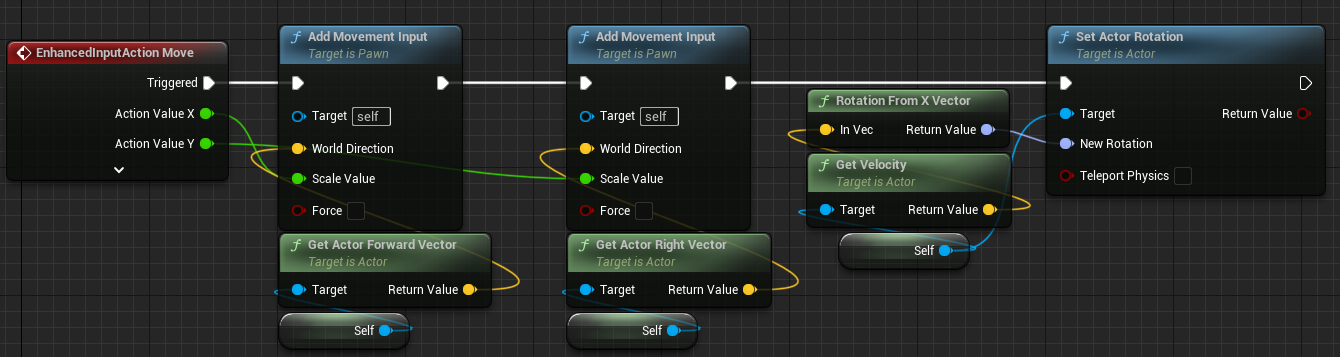 EnhancedInputAction Move
Triggered
Action Value X
Action Value Y
Add Movement Input
Target is Pawn
Target self
World Direction
Scale Value
Force
Get Actor Forward Vector
Target is Actor
Target Return Value
Self
Add Movement Input
Target is Pawn
Target self
World Direction
Scale Value
Force
Get Actor Right Vector
Target is Actor
Target Return Value
Self
Rotation From X Vector
In Vec Return Value
Get Velocity
Target is Actor
Target Return Value
Self
Set Actor Rotation
Target is Actor
Target Return Value
New Rotation
Teleport Physics